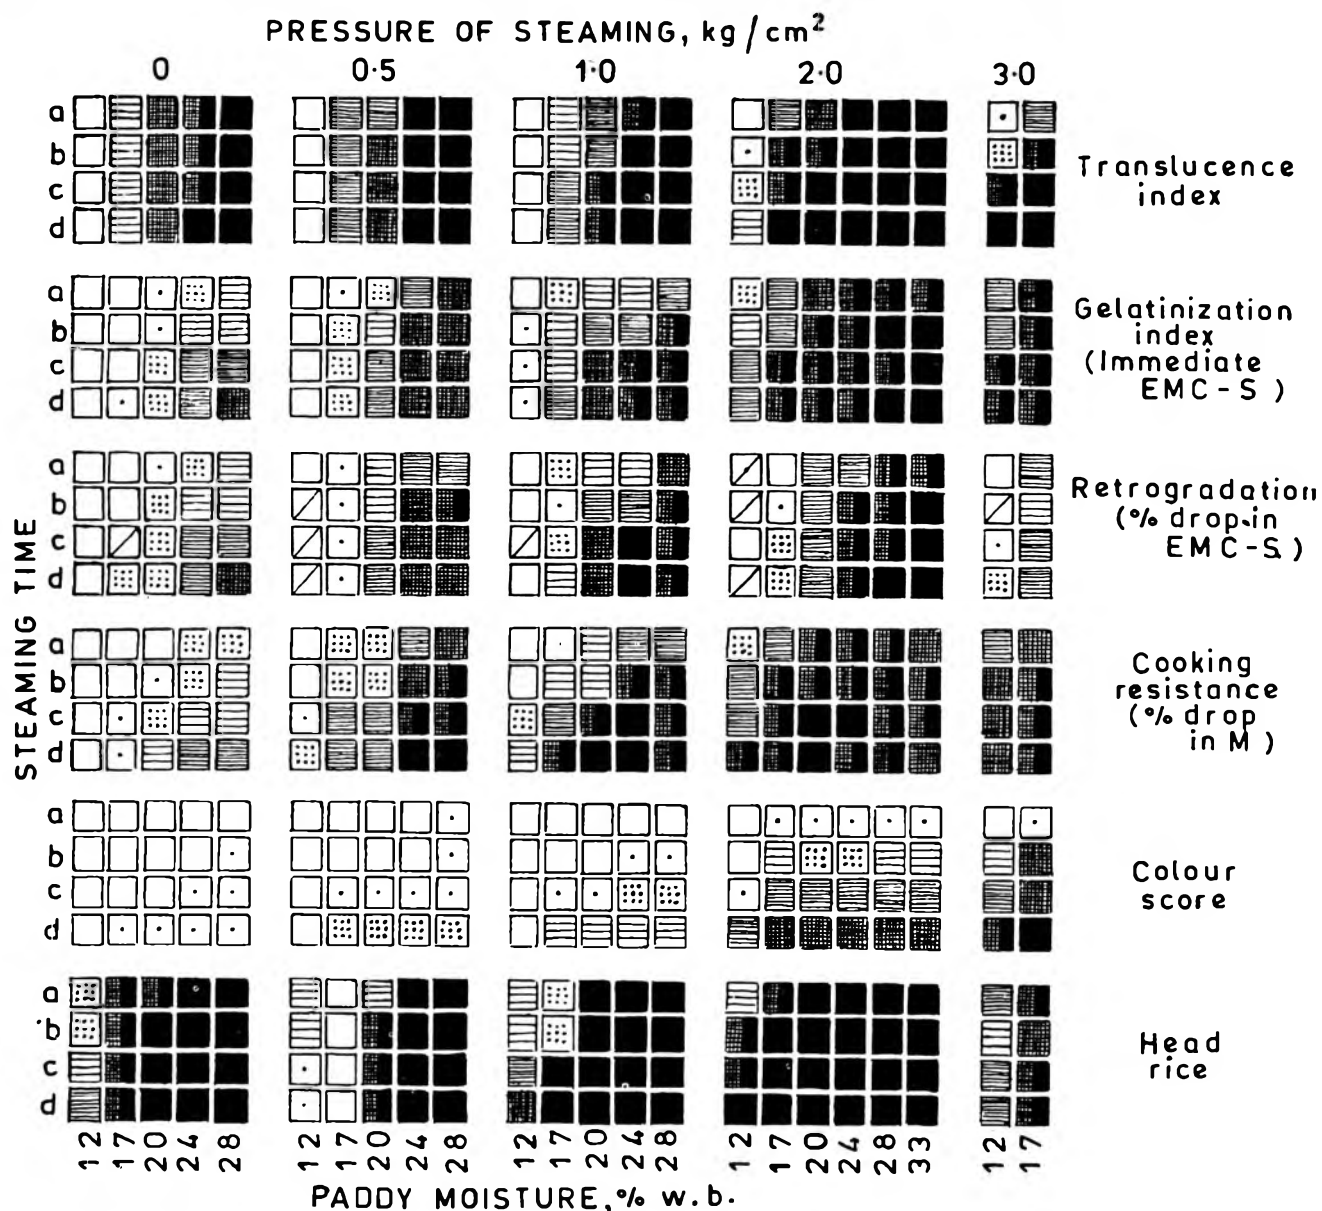 PRESSURE OF STEAMING, kg/cm²
0 0·5 1·0 2·0 3·0
a
b
c
d
Translucence
index
a
b
c
d
Gelatinization
index
(Immediate
EMC-S)
a
b
c
d
Retrogradation
(% drop in
EMC-S)
a
b
c
d
Cooking
resistance
(% drop
in M)
a
b
c
d
Colour
score
a
b
c
d
Head
rice
STEAMING TIME
12 17 20 24 28 12 17 20 24 28 12 17 20 24 28 12 17 20 24 28 33 12 17
PADDY MOISTURE, % w.b.